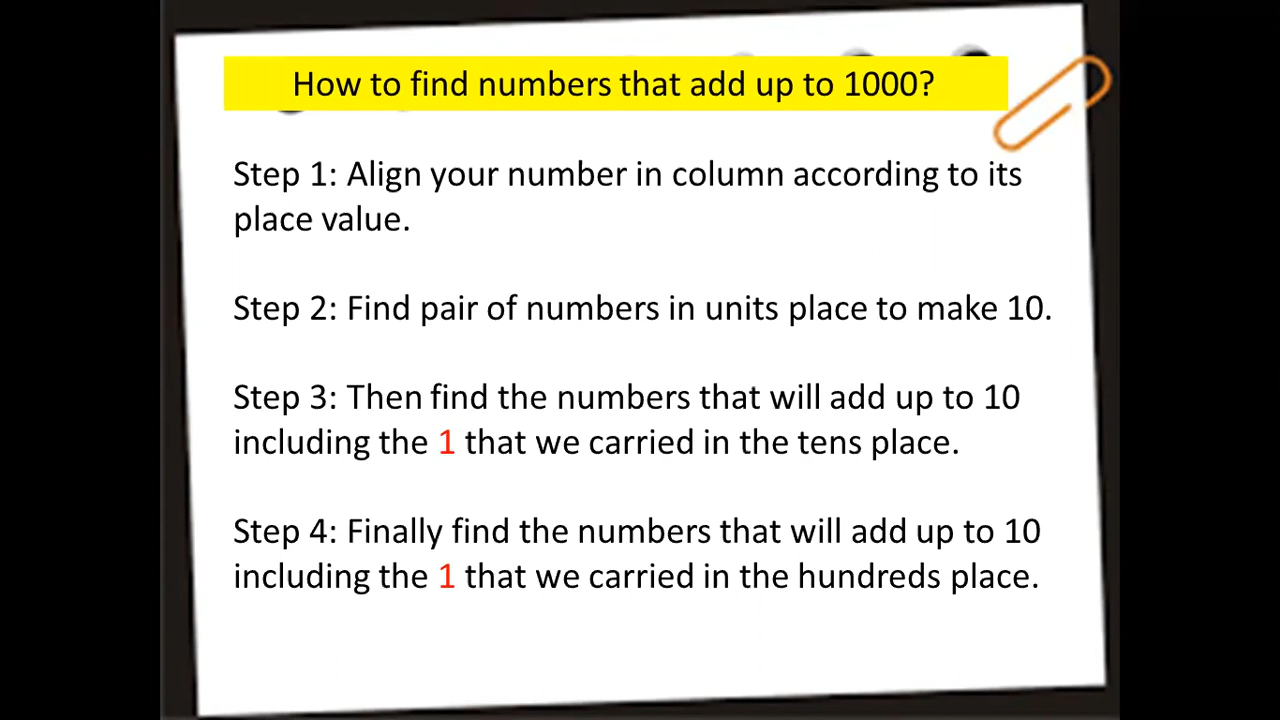 How to find numbers that add up to 1000?
Step 1: Align your number in column according to its
place value.
Step 2: Find pair of numbers in units place to make 10.
Step 3: Then find the numbers that will add up to 10
including the 1 that we carried in the tens place.
Step 4: Finally find the numbers that will add up to 10
including the 1 that we carried in the hundreds place.